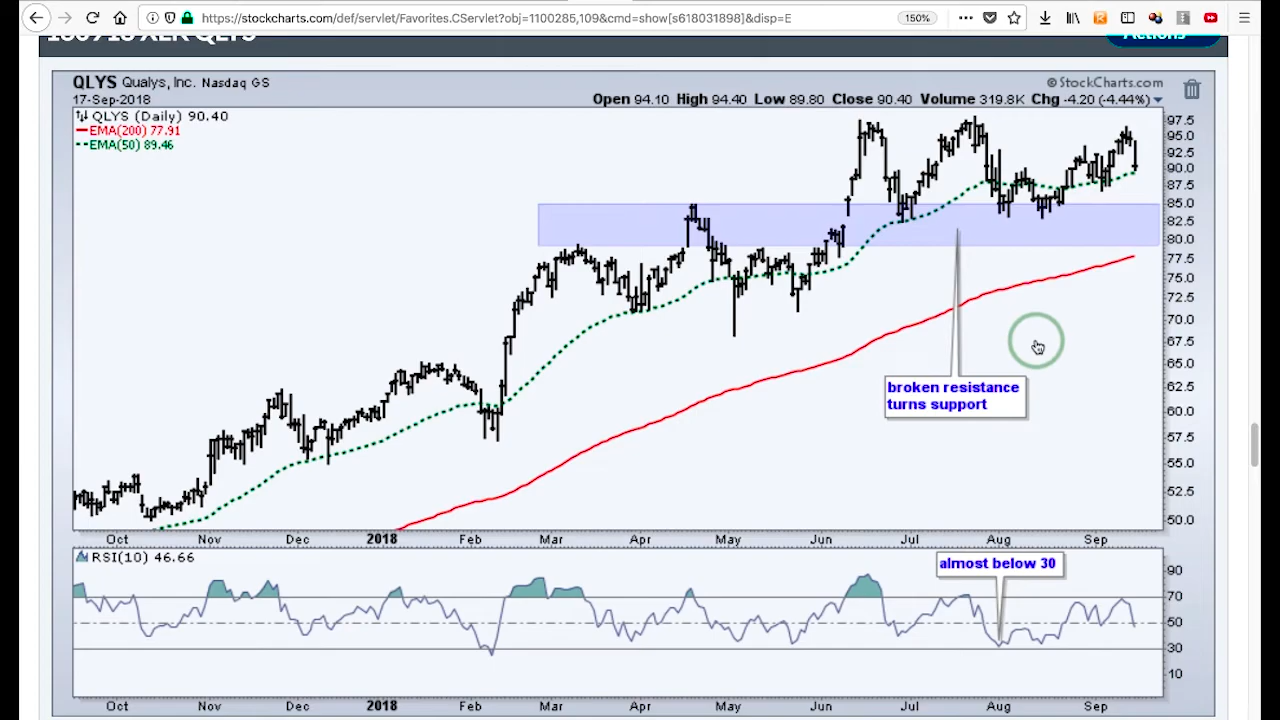 https://stockcharts.com/def/servlet/Favorites.CServlet?obj=1100285,109&cmd=show[s618031898]&disp=E
150%
Actions
QLYS Qualys, Inc. Nasdaq GS
© StockCharts.com
17-Sep-2018
Open 94.10 High 94.40 Low 89.80 Close 90.40 Volume 319.8K Chg -4.20 (-4.44%)
QLYS (Daily) 90.40
EMA(200) 77.91
EMA(50) 89.46
97.5
95.0
92.5
90.0
87.5
85.0
82.5
80.0
77.5
75.0
72.5
70.0
67.5
65.0
62.5
60.0
57.5
55.0
52.5
50.0
broken resistance
turns support
Oct Nov Dec 2018 Feb Mar Apr May Jun Jul Aug Sep
RSI(10) 46.66
almost below 30
90
70
50
30
10
Oct Nov Dec 2018 Feb Mar Apr May Jun Jul Aug Sep